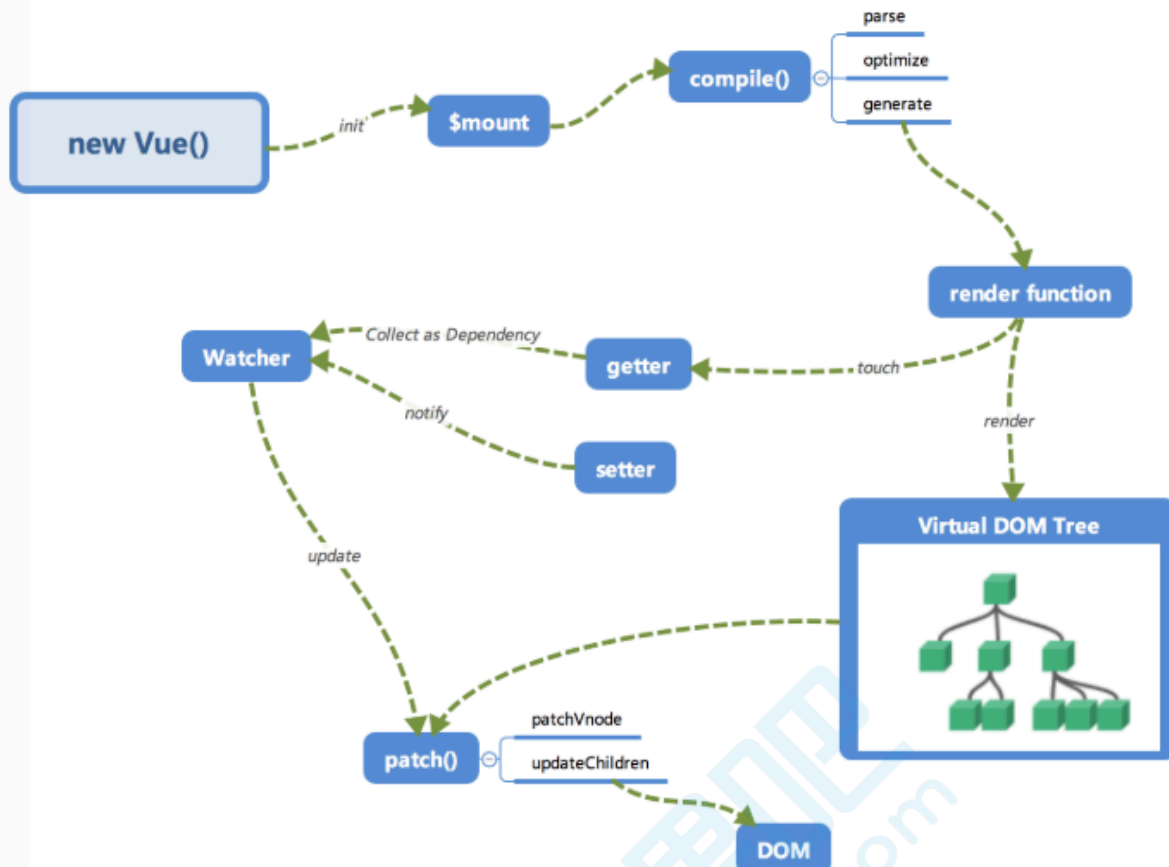 parse
optimize
generate
compile()
$mount
new Vue()
init
render function
Collect as Dependency
Watcher
getter
touch
notify
render
setter
Virtual DOM Tree
update
patchVnode
patch()
updateChildren
DOM